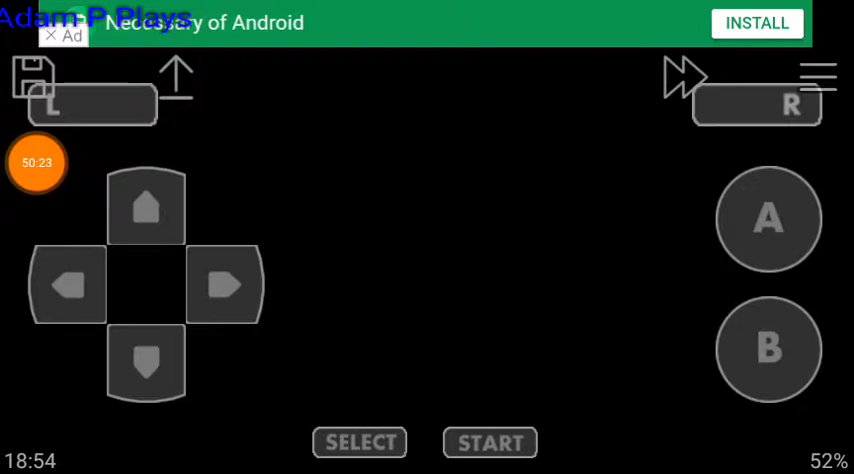 Adam P Plays
Necessary of Android
INSTALL
Ad
L
R
50:23
A
B
SELECT
START
18:54
52%